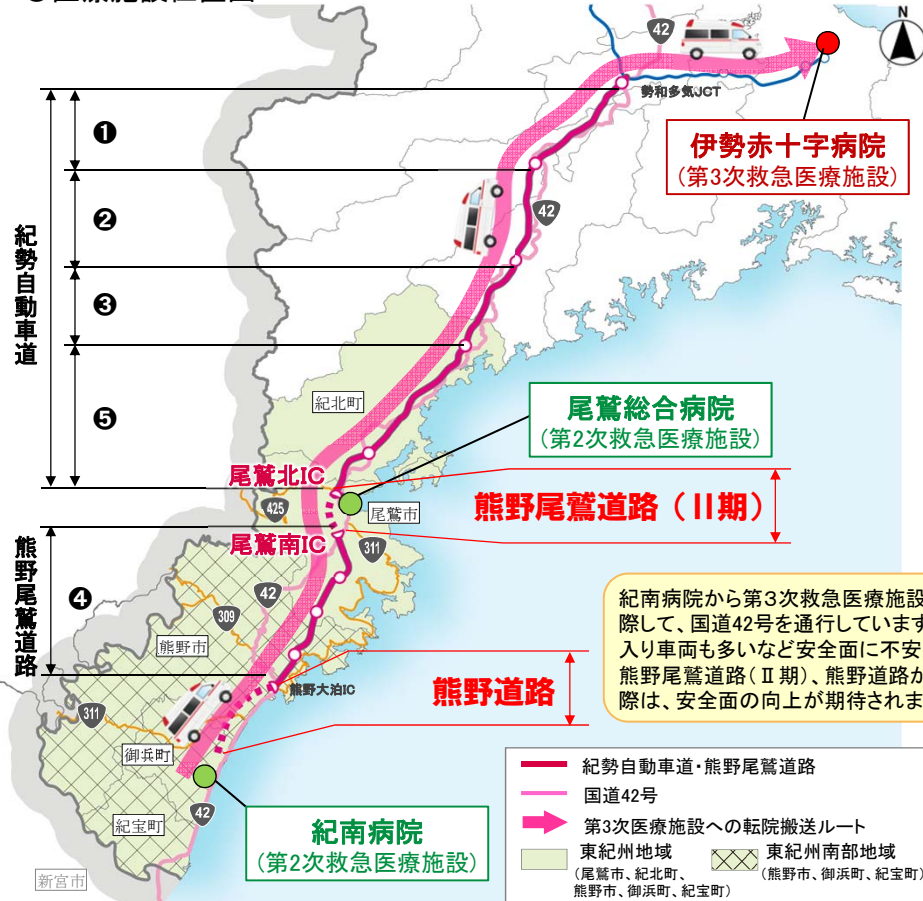 N
42
勢和多気JCT
伊勢赤十字病院
(第3次救急医療施設)
❶
❷
42
紀勢自動車道
❸
❺
紀北町
尾鷲総合病院
(第2次救急医療施設)
尾鷲北IC
425
尾鷲市
熊野尾鷲道路(Ⅱ期)
尾鷲南IC
311
熊野尾鷲道路
❹
42
309
熊野市
紀南病院から第3次救急医療施設
際して、国道42号を通行しています
入り車両も多いなど安全面に不安
熊野尾鷲道路(Ⅱ期)、熊野道路が
際は、安全面の向上が期待されま
熊野大泊IC
熊野道路
311
御浜町
紀宝町
42
紀南病院
(第2次救急医療施設)
新宮市
紀勢自動車道・熊野尾鷲道路
国道42号
第3次医療施設への転院搬送ルート
東紀州地域
(尾鷲市、紀北町、
熊野市、御浜町、紀宝町)
東紀州南部地域
(熊野市、御浜町、紀宝町)